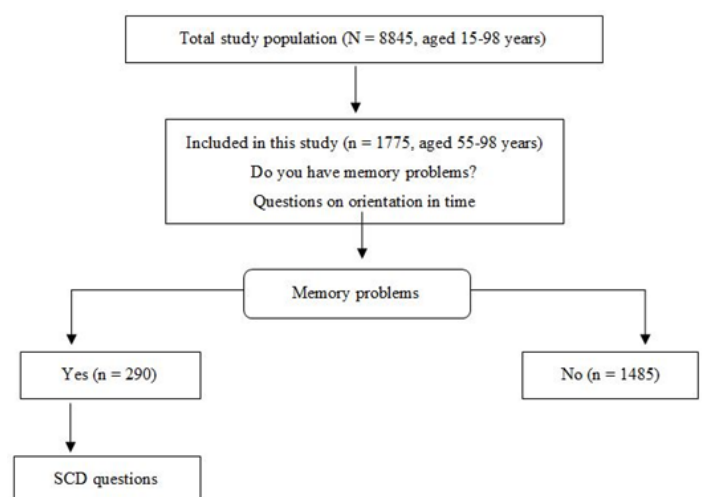 Total study population (N = 8845, aged 15-98 years)
Included in this study (n = 1775, aged 55-98 years)
Do you have memory problems?
Questions on orientation in time
Memory problems
Yes (n = 290)
No (n = 1485)
SCD questions